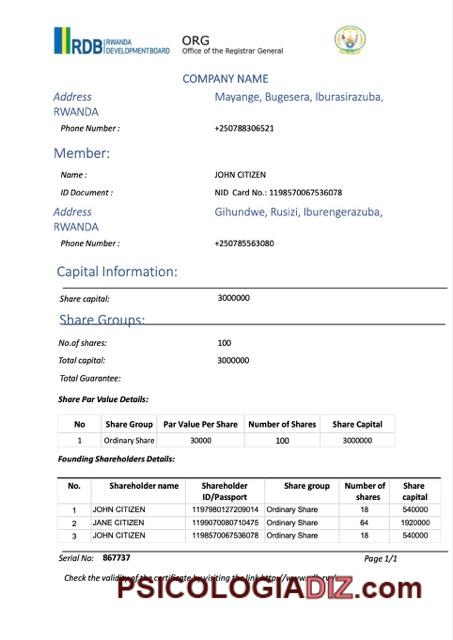 RDB RWANDA DEVELOPMENT BOARD
ORG
Office of the Registrar General
COMPANY NAME
Address Mayange, Bugesera, Iburasirazuba,
RWANDA
Phone Number : +250788306521
Member:
Name : JOHN CITIZEN
ID Document : NID Card No.: 1198570067536078
Address Gihundwe, Rusizi, Iburengerazuba,
RWANDA
Phone Number : +250785563080
Capital Information:
Share capital: 3000000
Share Groups:
No.of shares: 100
Total capital: 3000000
Total Guarantee:
Share Par Value Details:
No Share Group Par Value Per Share Number of Shares Share Capital
1 Ordinary Share 30000 100 3000000
Founding Shareholders Details:
No. Shareholder name Shareholder ID/Passport Share group Number of shares Share capital
1 JOHN CITIZEN 1197980127209014 Ordinary Share 18 540000
2 JANE CITIZEN 1199070080710475 Ordinary Share 64 1920000
3 JOHN CITIZEN 1198570067536078 Ordinary Share 18 540000
Serial No: 867737 Page 1/1
Check the validity of the certificate by visiting the link
PSICOLOGIADIZ.com